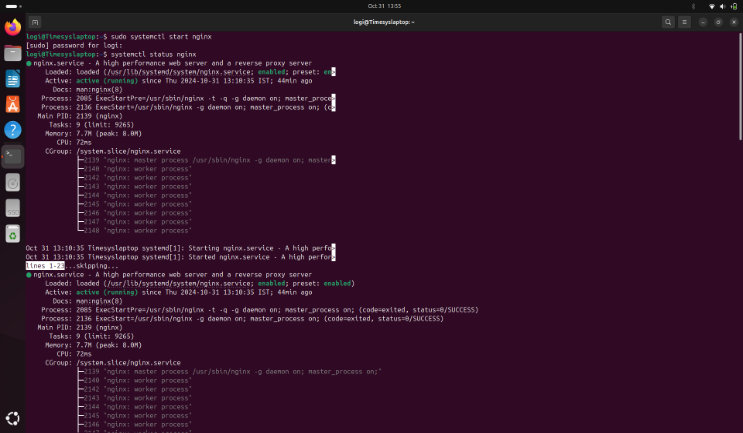 Oct 31 13:55
logi@Timesyslaptop: ~
logi@Timesyslaptop:~$ sudo systemctl start nginx
[sudo] password for logi:
logi@Timesyslaptop:~$ systemctl status nginx
● nginx.service - A high performance web server and a reverse proxy server
Loaded: loaded (/usr/lib/systemd/system/nginx.service; enabled; preset: en>
Active: active (running) since Thu 2024-10-31 13:10:35 IST; 44min ago
Docs: man:nginx(8)
Process: 2085 ExecStartPre=/usr/sbin/nginx -t -q -g daemon on; master_proce>
Process: 2136 ExecStart=/usr/sbin/nginx -g daemon on; master_process on; (c>
Main PID: 2139 (nginx)
Tasks: 9 (limit: 9265)
Memory: 7.7M (peak: 8.0M)
CPU: 72ms
CGroup: /system.slice/nginx.service
├─2139 "nginx: master process /usr/sbin/nginx -g daemon on; master>
├─2140 "nginx: worker process"
├─2142 "nginx: worker process"
├─2143 "nginx: worker process"
├─2144 "nginx: worker process"
├─2145 "nginx: worker process"
├─2146 "nginx: worker process"
├─2147 "nginx: worker process"
└─2148 "nginx: worker process"
Oct 31 13:10:35 Timesyslaptop systemd[1]: Starting nginx.service - A high perfo>
Oct 31 13:10:35 Timesyslaptop systemd[1]: Started nginx.service - A high perfor>
lines 1-23...skipping...
● nginx.service - A high performance web server and a reverse proxy server
Loaded: loaded (/usr/lib/systemd/system/nginx.service; enabled; preset: enabled)
Active: active (running) since Thu 2024-10-31 13:10:35 IST; 44min ago
Docs: man:nginx(8)
Process: 2085 ExecStartPre=/usr/sbin/nginx -t -q -g daemon on; master_process on; (code=exited, status=0/SUCCESS)
Process: 2136 ExecStart=/usr/sbin/nginx -g daemon on; master_process on; (code=exited, status=0/SUCCESS)
Main PID: 2139 (nginx)
Tasks: 9 (limit: 9265)
Memory: 7.7M (peak: 8.0M)
CPU: 72ms
CGroup: /system.slice/nginx.service
├─2139 "nginx: master process /usr/sbin/nginx -g daemon on; master_process on;"
├─2140 "nginx: worker process"
├─2142 "nginx: worker process"
├─2143 "nginx: worker process"
├─2144 "nginx: worker process"
├─2145 "nginx: worker process"
├─2146 "nginx: worker process"